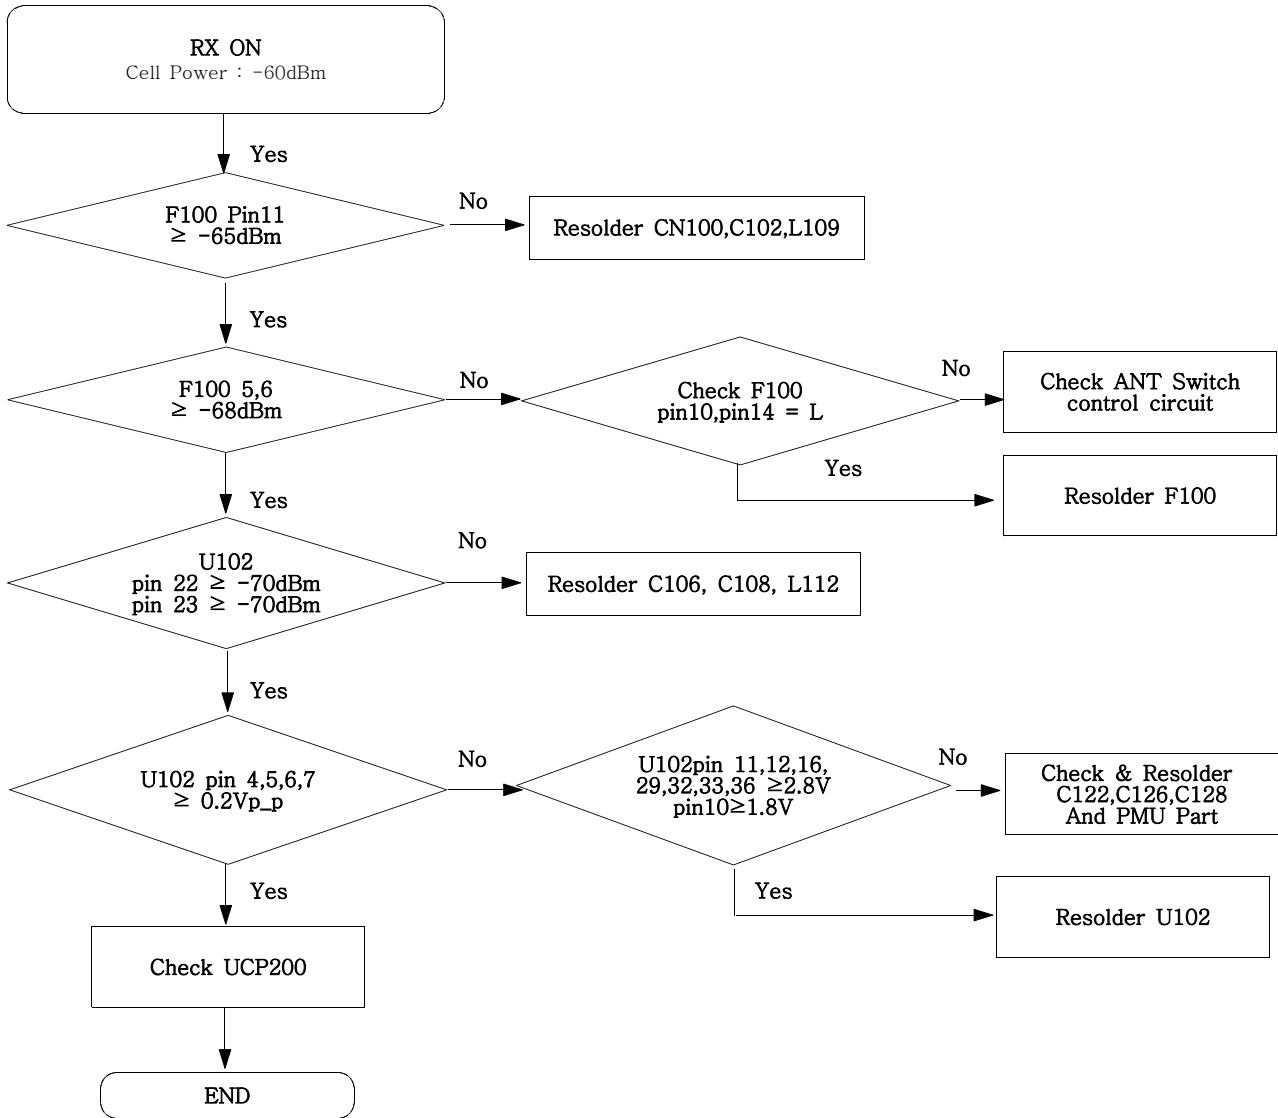 RX ON
Cell Power : -60dBm
Yes
F100 Pin11
≥ -65dBm
No
Resolder CN100,C102,L109
Yes
F100 5,6
≥ -68dBm
No
Check F100
pin10,pin14 = L
No
Check ANT Switch
control circuit
Yes
Resolder F100
Yes
U102
pin 22 ≥ -70dBm
pin 23 ≥ -70dBm
No
Resolder C106, C108, L112
Yes
U102 pin 4,5,6,7
≥ 0.2Vp_p
No
U102pin 11,12,16,
29,32,33,36 ≥2.8V
pin10≥1.8V
No
Check & Resolder
C122,C126,C128
And PMU Part
Yes
Resolder U102
Yes
Check UCP200
END